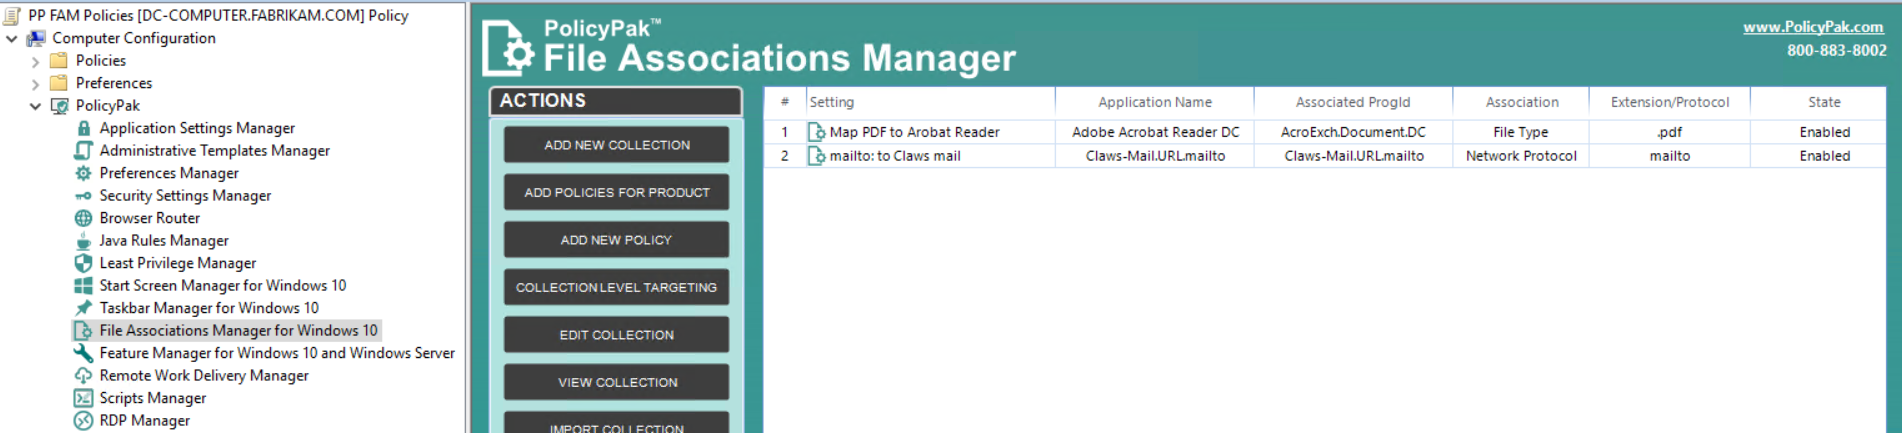 PP FAM Policies [DC-COMPUTER.FABRIKAM.COM] Policy
Computer Configuration
Policies
Preferences
PolicyPak
Application Settings Manager
Administrative Templates Manager
Preferences Manager
Security Settings Manager
Browser Router
Java Rules Manager
Least Privilege Manager
Start Screen Manager for Windows 10
Taskbar Manager for Windows 10
File Associations Manager for Windows 10
Feature Manager for Windows 10 and Windows Server
Remote Work Delivery Manager
Scripts Manager
RDP Manager
PolicyPak™
File Associations Manager
www.PolicyPak.com
800-883-8002
ACTIONS
ADD NEW COLLECTION
ADD POLICIES FOR PRODUCT
ADD NEW POLICY
COLLECTION LEVEL TARGETING
EDIT COLLECTION
VIEW COLLECTION
IMPORT COLLECTION
# Setting Application Name Associated ProgId Association Extension/Protocol State
1 Map PDF to Arobat Reader Adobe Acrobat Reader DC AcroExch.Document.DC File Type .pdf Enabled
2 mailto: to Claws mail Claws-Mail.URL.mailto Claws-Mail.URL.mailto Network Protocol mailto Enabled